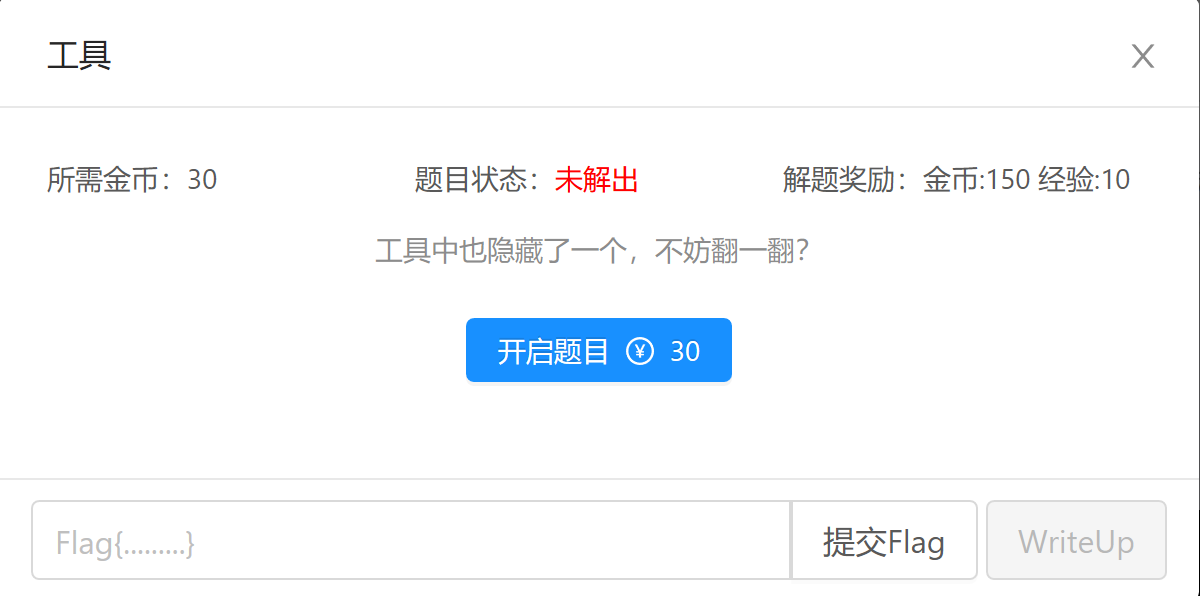 工具
所需金币：30 题目状态：未解出 解题奖励：金币:150 经验:10
工具中也隐藏了一个，不妨翻一翻？
开启题目 ¥ 30
Flag{.........} 提交Flag WriteUp